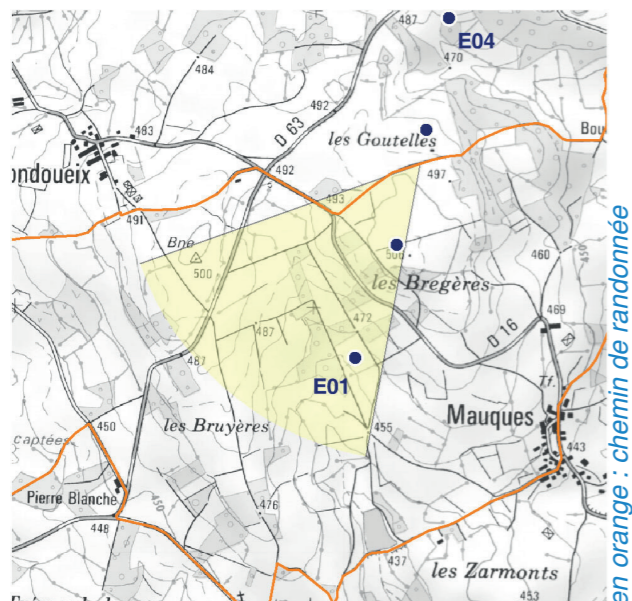 487
E04
470
484
492
D 63
483
les Goutelles
Bou
ondoueix
492
497
493
491
Bne
500
506
460
450
les Bregères
472
487
469
D 16
487
E01
Tf.
Mauques
455
450
les Bruyères
captées
443
Pierre Blanche
450
476
448
437
les Zarmonts
453
en orange : chemin de randonnée